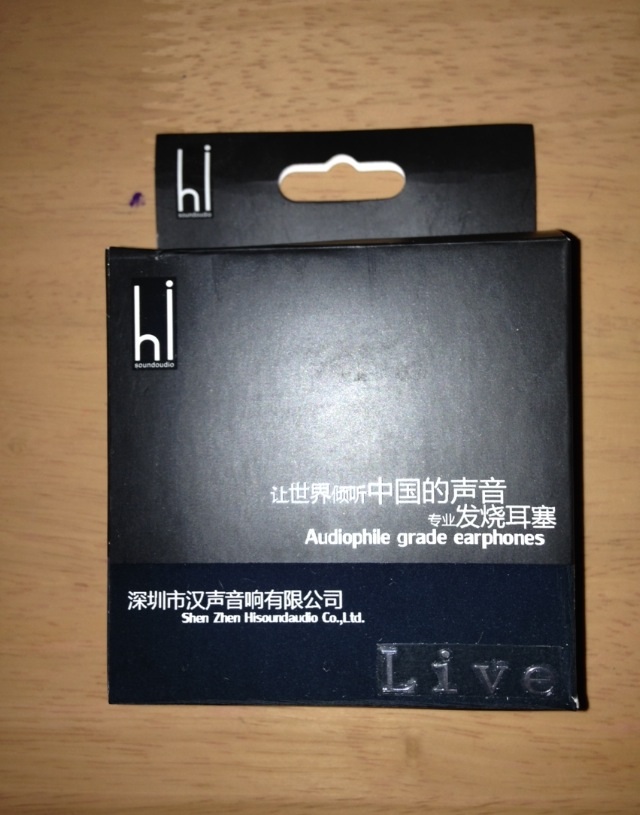 hi
soundaudio
hi
soundaudio
让世界倾听中国的声音
专业发烧耳塞
Audiophile grade earphones
深圳市汉声音响有限公司
Shen Zhen Hisoundaudio Co.,Ltd.
Live